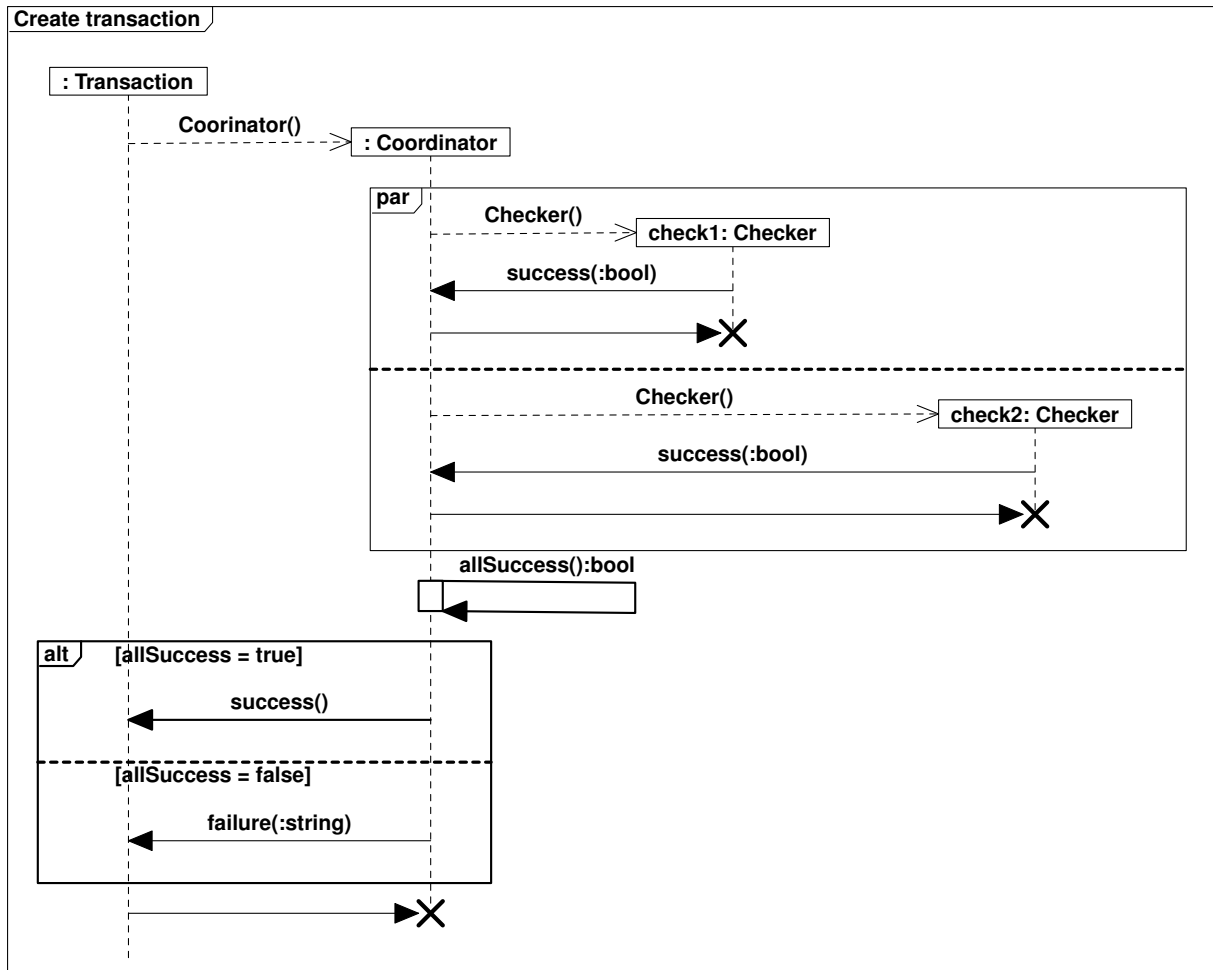 Create transaction
: Transaction
Coorinator()
: Coordinator
par
Checker()
check1: Checker
success(:bool)
Checker()
check2: Checker
success(:bool)
allSuccess():bool
alt
[allSuccess = true]
success()
[allSuccess = false]
failure(:string)